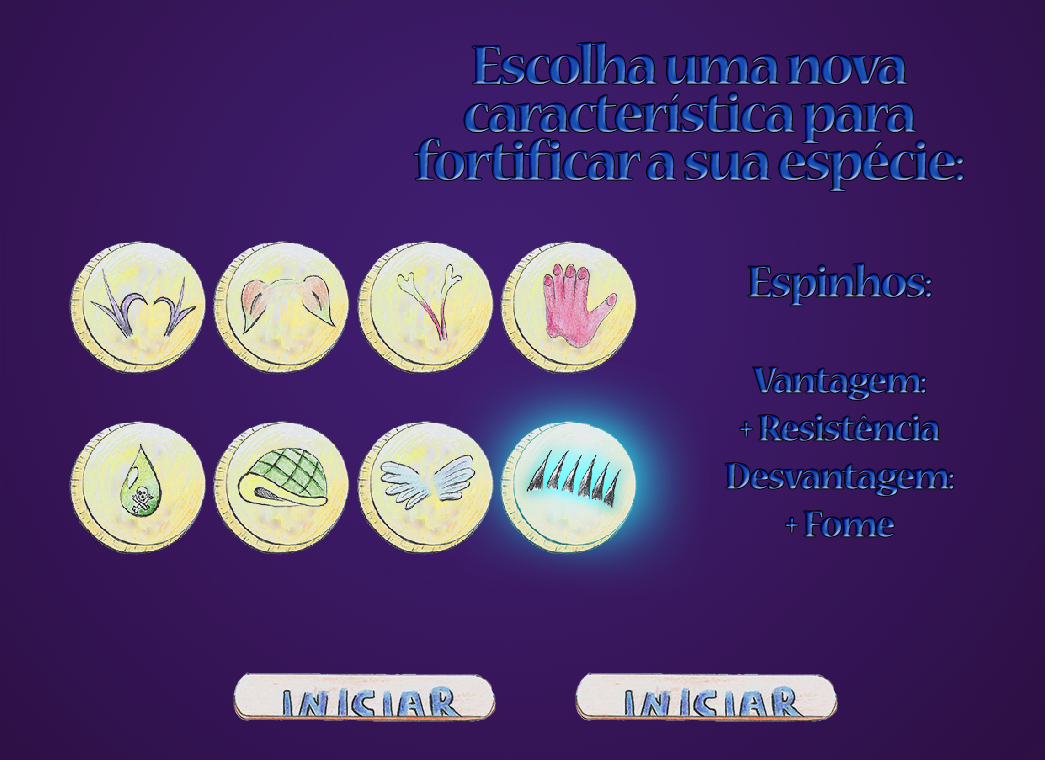 Escolha uma nova
característica para
fortificar a sua espécie:
Espinhos:
Vantagem:
+ Resistência
Desvantagem:
+ Fome
INICIAR
INICIAR